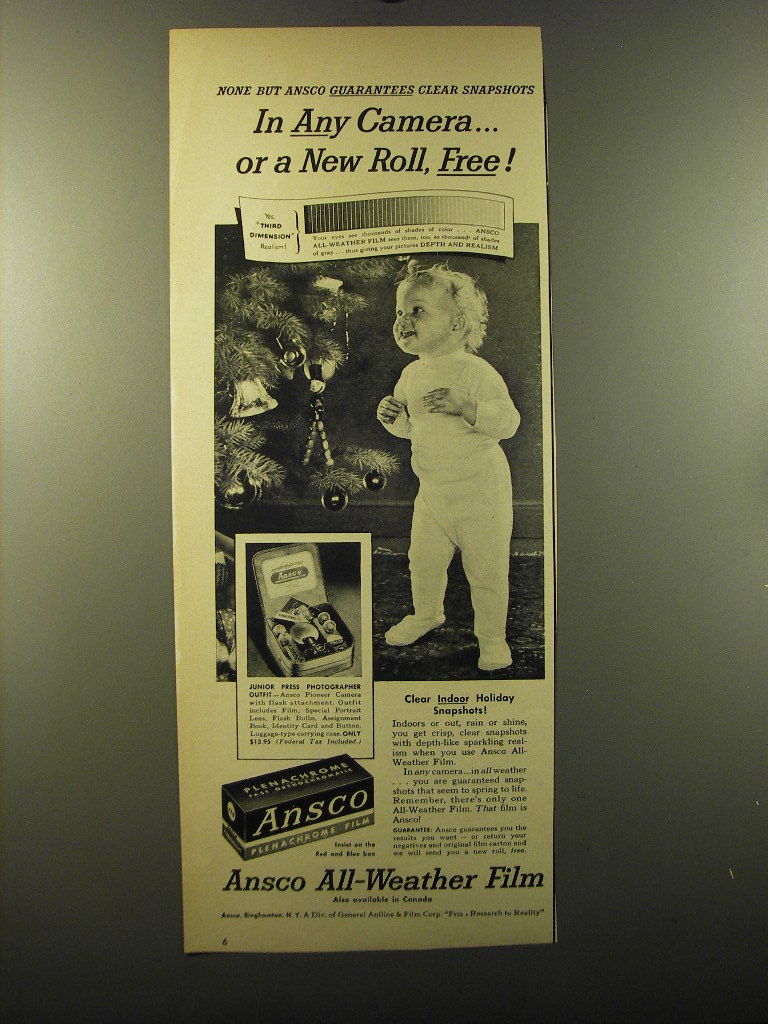 NONE BUT ANSCO GUARANTEES CLEAR SNAPSHOTS
In Any Camera...
or a New Roll, Free!
Yes,
"THIRD
DIMENSION"
Realism!
Your eyes see thousands of shades of color . . . ANSCO
ALL-WEATHER FILM sees them, too, as thousands of shades
of gray . . . thus giving your pictures DEPTH AND REALISM.
Ansco
JUNIOR PRESS PHOTOGRAPHER
OUTFIT—Ansco Pioneer Camera
with flash attachment. Outfit
includes Film, Special Portrait
Lens, Flash Bulbs, Assignment
Book, Identity Card and Button.
Luggage-type carrying case. ONLY
$13.95 (Federal Tax Included.)
PLENACHROME
FAST ORTHOCHROMATIC
Ansco
PLENACHROME FILM
Insist on the
Red and Blue box
Clear Indoor Holiday
Snapshots!
Indoors or out, rain or shine,
you get crisp, clear snapshots
with depth-like sparkling real-
ism when you use Ansco All-
Weather Film.
In any camera...in all weather
. . . you are guaranteed snap-
shots that seem to spring to life.
Remember, there's only one
All-Weather Film. That film is
Ansco!
GUARANTEE: Ansco guarantees you the
results you want — or return your
negatives and original film carton and
we will send you a new roll, free.
Ansco All-Weather Film
Also available in Canada
Ansco, Binghamton, N. Y. A Div. of General Aniline & Film Corp. "From Research to Reality"
6